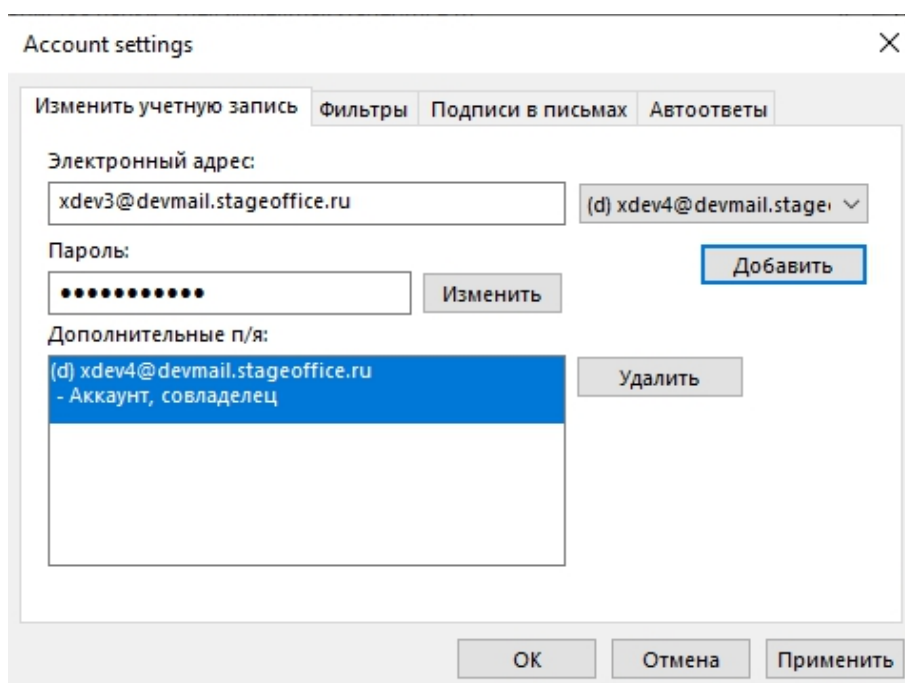 Account settings
Изменить учетную запись Фильтры Подписи в письмах Автоответы
Электронный адрес:
xdev3@devmail.stageoffice.ru (d) xdev4@devmail.stage
Пароль:
Добавить
••••••••••• Изменить
Дополнительные п/я:
(d) xdev4@devmail.stageoffice.ru
- Аккаунт, совладелец
Удалить
ОК Отмена Применить